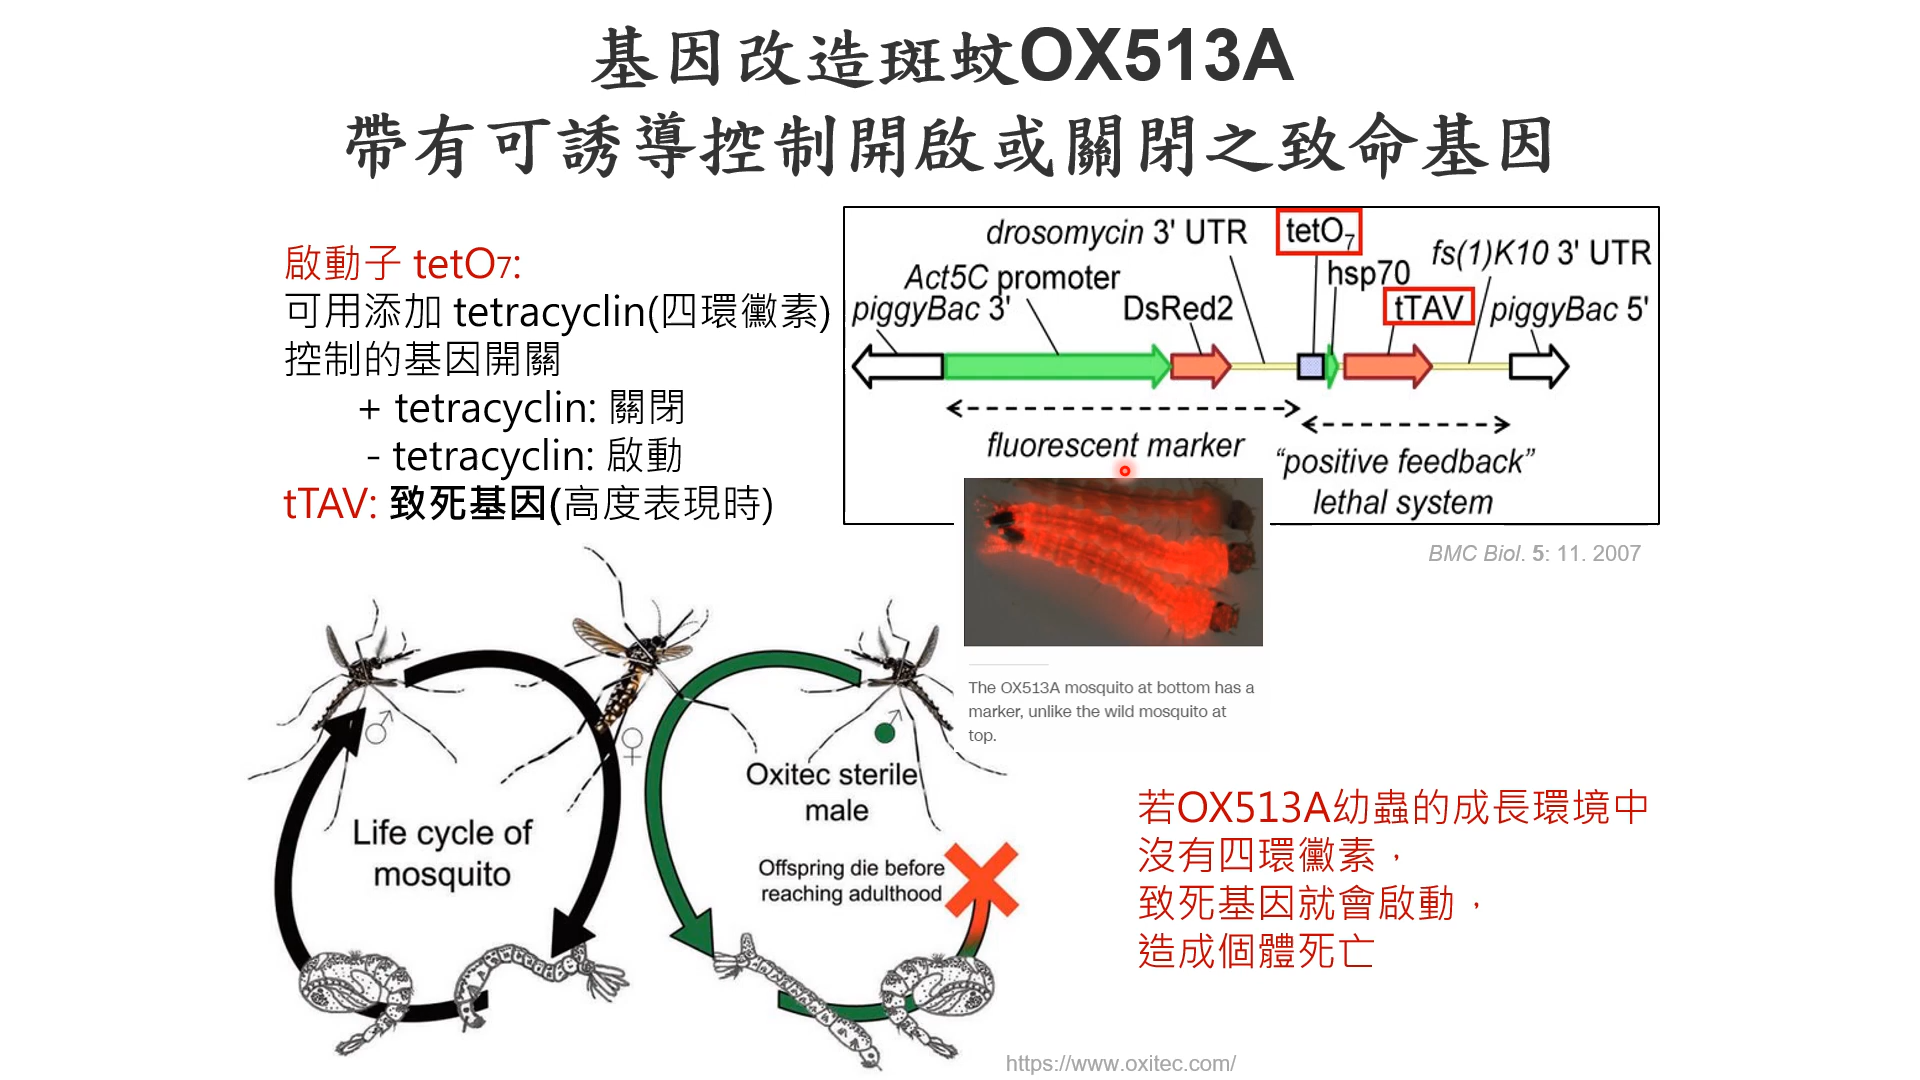 基因改造斑蚊OX513A
帶有可誘導控制開啟或關閉之致命基因
啟動子 tetO7:
可用添加 tetracyclin(四環黴素)
控制的基因開關
+ tetracyclin: 關閉
- tetracyclin: 啟動
tTAV: 致死基因(高度表現時)
drosomycin 3' UTR
tetO7
fs(1)K10 3' UTR
Act5C promoter
hsp70
piggyBac 3'
DsRed2
tTAV
piggyBac 5'
fluorescent marker
“positive feedback”
lethal system
BMC Biol. 5: 11. 2007
The OX513A mosquito at bottom has a
marker, unlike the wild mosquito at
top.
♂
♀
♂
Life cycle of
mosquito
Oxitec sterile
male
Offspring die before
reaching adulthood
若OX513A幼蟲的成長環境中
沒有四環黴素，
致死基因就會啟動，
造成個體死亡
https://www.oxitec.com/